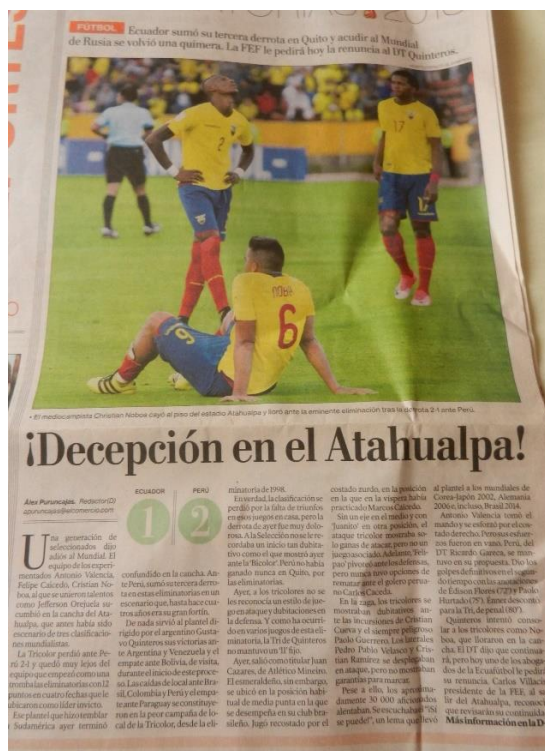 2018
FÚTBOL
Ecuador sumó su tercera derrota en Quito y acudir al Mundial
de Rusia se volvió una quimera. La FEF le pedirá hoy la renuncia al DT Quinteros.
2
17
NOBOA
6
6
• El mediocampista Christian Noboa cayó al piso del estadio Atahualpa y lloró ante la eminente eliminación tras la derrota 2-1 ante Perú.
¡Decepción en el Atahualpa!
Álex Puruncajas. Redactor (D)
apuruncajas@elcomercio.com
ECUADOR
1
PERÚ
2
Una generación de
seleccionados dijo
adiós al Mundial. El
equipo de los experi-
mentados Antonio Valencia,
Felipe Caicedo, Cristian No-
boa, al que se unieron talentos
como Jefferson Orejuela su-
cumbió en la cancha del Ata-
hualpa, que antes había sido
escenario de tres clasificacio-
nes mundialistas.
La Tricolor perdió ante Pe-
rú 2-1 y quedó muy lejos del
equipo que empezó como una
tromba las eliminatorias con 12
puntos en cuatro fechas que le
ubicaron como líder invicto.
Ese plantel que hizo temblar
a Sudamérica ayer terminó
confundido en la caucha. An-
te Perú, sumó su tercera derro-
ta en estas eliminatorias en un
escenario que, hasta hace cua-
tro años era su gran fortín.
De nada sirvió al plantel di-
rigido por el argentino Gusta-
vo Quinteros sus victorias an-
te Argentina y Venezuela y el
empate ante Bolivia, de visita,
durante el inicio de este proce-
so. Las caídas de local ante Bra-
sil, Colombia y Perú y el empa-
te ante Paraguay se constituye-
ron en la peor campaña de lo-
cal de la Tricolor, desde la eli-
minatoria de 1998.
En verdad, la clasificación se
perdió por la falta de triunfos
en esos juegos en casa, pero la
derrota de ayer fue muy dolo-
rosa. A la Selección no se le re-
cordaba un inicio tan dubita-
tivo como el que mostró ayer
ante la 'Bicolor'. Perú no había
ganado nunca en Quito, por
las eliminatorias.
Ayer, a los tricolores no se
les reconocía un estilo de jue-
go en ataque y dubitaciones en
la defensa. Y como ha ocurri-
do en varios juegos de esta eli-
minatoria, la Tri de Quinteros
no mantuvo un '11' fijo.
Ayer, salió como titular Juan
Cazares, de Atlético Mineiro.
El esmeraldeño, sin embargo,
se ubicó en la posición habi-
tual de media punta en la que
se desempeña en su club bra-
sileño. Jugó recostado por el
costado zurdo, en la posición
en la que en la víspera había
practicado Marcos Caicedo.
Sin un eje en el medio y con
'Juanito' en otra posición, el
ataque tricolor mostraba so-
lo ganas de atacar, pero no un
juego asociado. Adelante, 'Feli-
pao' pivoteó ante los defensas,
pero nunca tuvo opciones de
rematar ante el golero perua-
no Carlos Caceda.
En la zaga, los tricolores se
mostraban dubitativos an-
te las incursiones de Cristian
Cueva y el siempre peligroso
Paolo Guerrero. Los laterales
Pedro Pablo Velasco y Cris-
tian Ramírez se desplegaban
en ataque, pero no mostraban
garantías para marcar.
Pese a ello, los aproximada-
mente 30 000 aficionados
alentaban. Se escuchaba el "¡Sí
se puede!", un lema que llevó
al plantel a los mundiales de
Corea-Japón 2002, Alemania
2006 e, incluso, Brasil 2014.
Antonio Valencia tomó el
mando y se esforzó por el cos-
tado derecho. Pero sus esfuer-
zos fueron en vano. Perú, del
DT Ricardo Gareca, se man-
tuvo en su propuesta. Dio los
golpes definitivos en el segun-
do tiempo con las anotaciones
de Edison Flores (72') y Paolo
Hurtado (75'). Enner descontó
para la Tri, de penal (80').
Quinteros intentó conso-
lar a los tricolores como No-
boa, que lloraron en la can-
cha. El DT dijo que continua-
rá, pero hoy uno de los aboga-
dos de la Ecuafútbol le pedirá
su renuncia. Carlos Villacís,
presidente de la FEF, al sa-
lir del Atahualpa, reconoció
que revisarán su continuidad.
Más información en la D